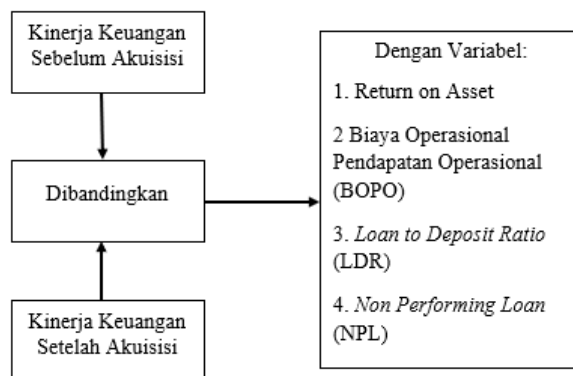 Kinerja Keuangan
Sebelum Akuisisi
Dibandingkan
Kinerja Keuangan
Setelah Akuisisi
Dengan Variabel:
1. Return on Asset
2 Biaya Operasional
Pendapatan Operasional
(BOPO)
3. Loan to Deposit Ratio
(LDR)
4. Non Performing Loan
(NPL)